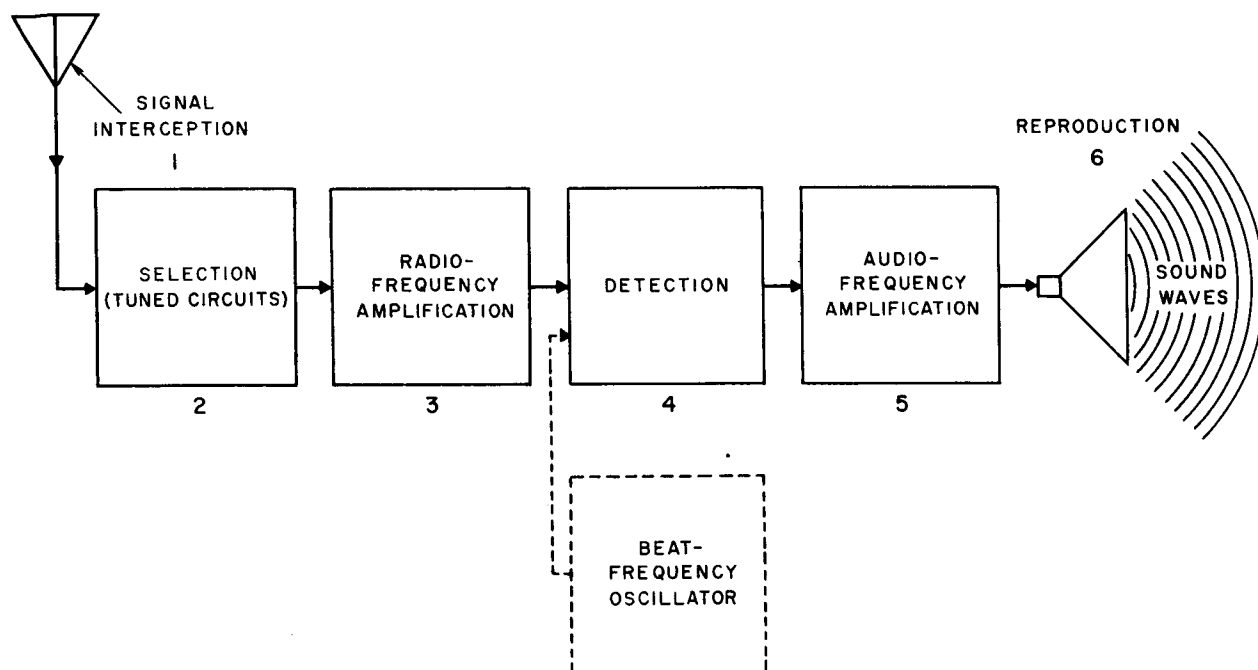 SIGNAL
INTERCEPTION
1
REPRODUCTION
6
SELECTION
(TUNED CIRCUITS)
2
RADIO-
FREQUENCY
AMPLIFICATION
3
DETECTION
4
AUDIO-
FREQUENCY
AMPLIFICATION
5
SOUND
WAVES
BEAT-
FREQUENCY
OSCILLATOR